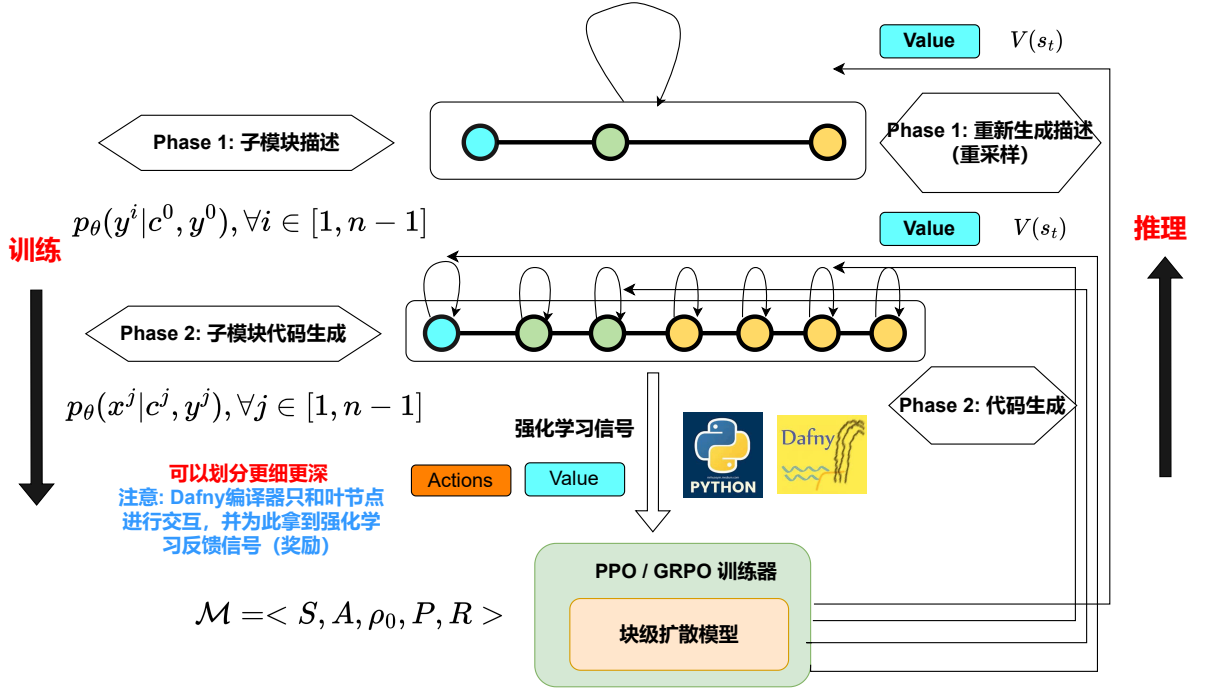 Value V(s_t)
Phase 1: 子模块描述
Phase 1: 重新生成描述
(重采样)
p_θ(y^i|c^0, y^0), ∀i ∈ [1, n − 1]
Value V(s_t)
训练
推理
Phase 2: 子模块代码生成
p_θ(x^j|c^j, y^j), ∀j ∈ [1, n − 1]
Phase 2: 代码生成
强化学习信号
Actions
Value
PYTHON
Dafny
可以划分更细更深
注意: Dafny编译器只和叶节点
进行交互，并为此拿到强化学
习反馈信号（奖励）
PPO / GRPO 训练器
块级扩散模型
M =< S, A, ρ_0, P, R >